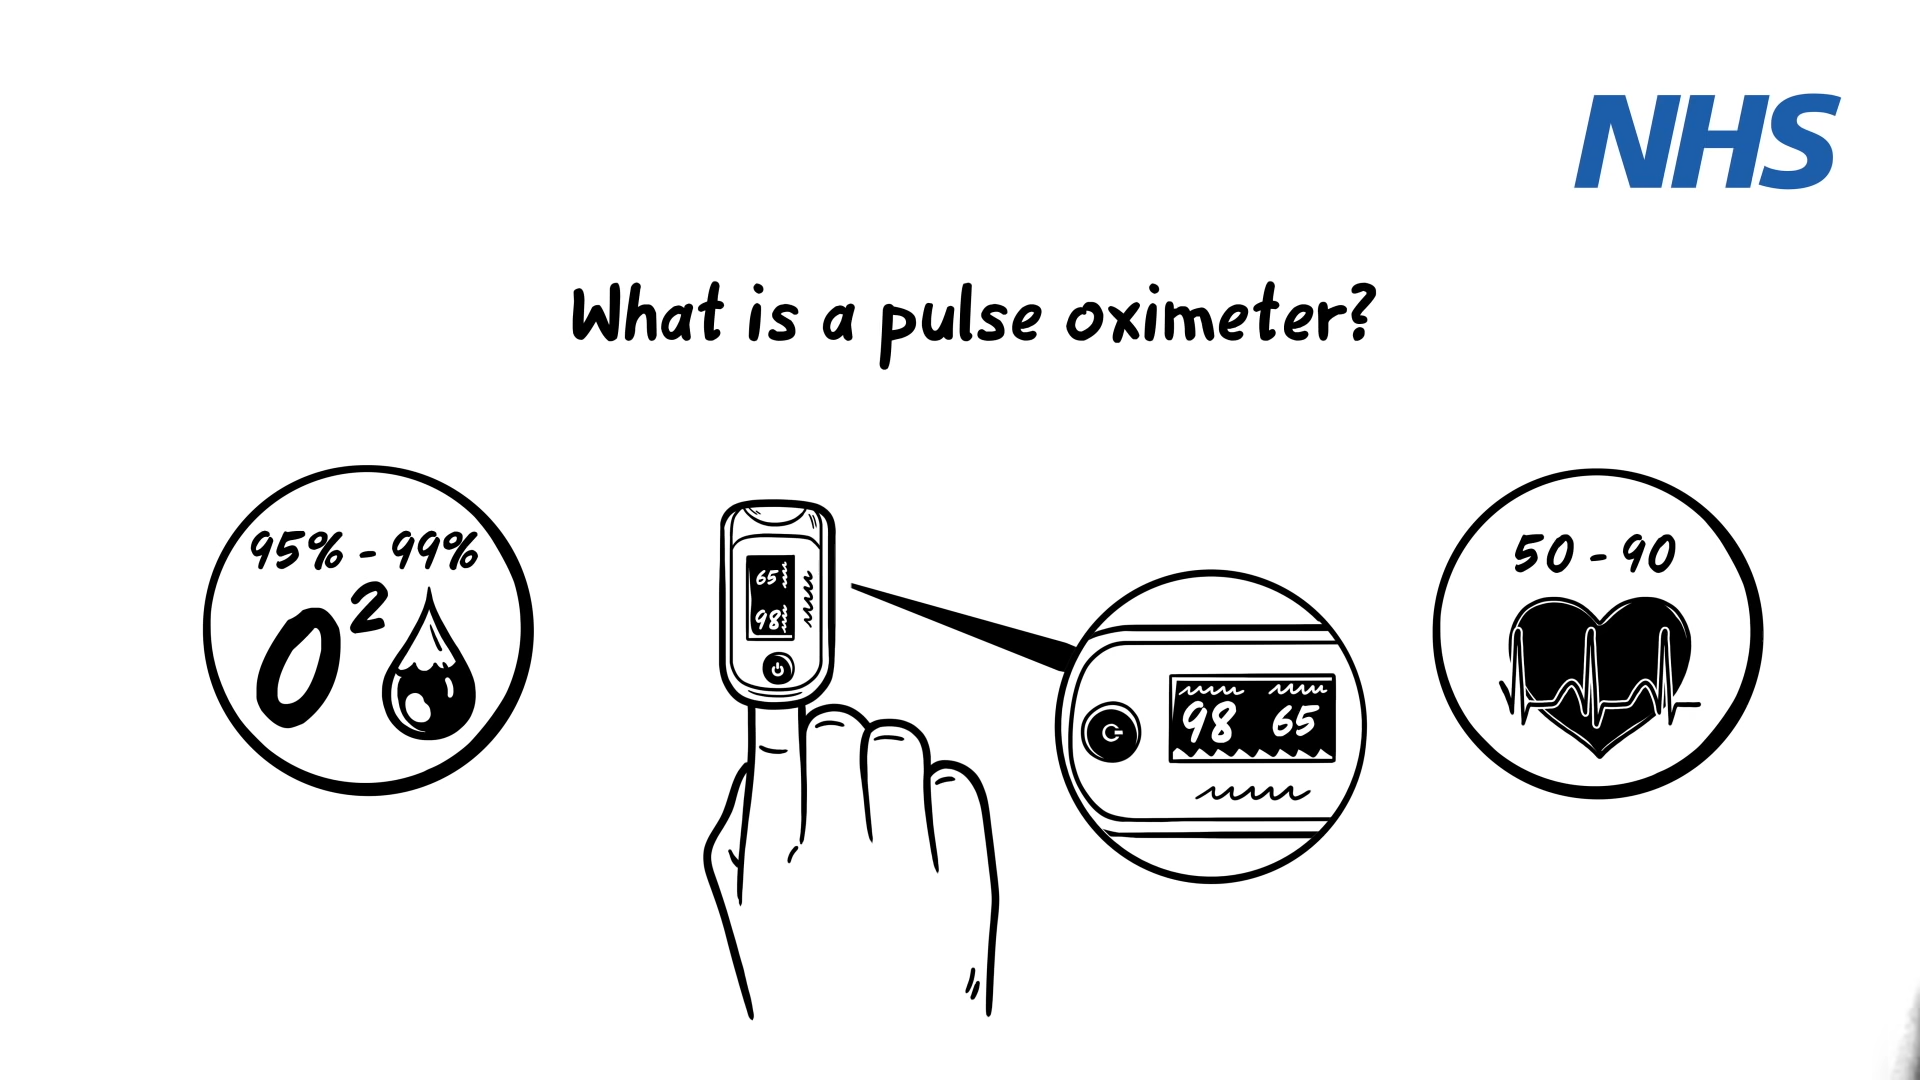 NHS
What is a pulse oximeter?
95% - 99%
O²
65
98
98 65
50 - 90